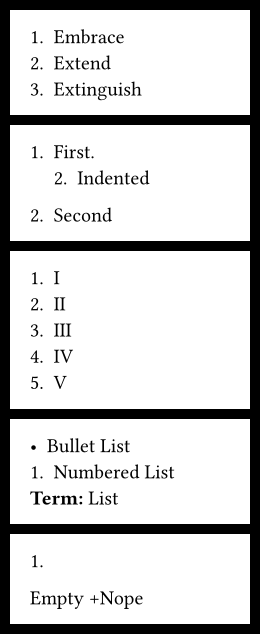 1. Embrace
2. Extend
3. Extinguish
1. First.
2. Indented
2. Second
1. I
2. II
3. III
4. IV
5. V
• Bullet List
1. Numbered List
Term: List
1.
Empty +Nope